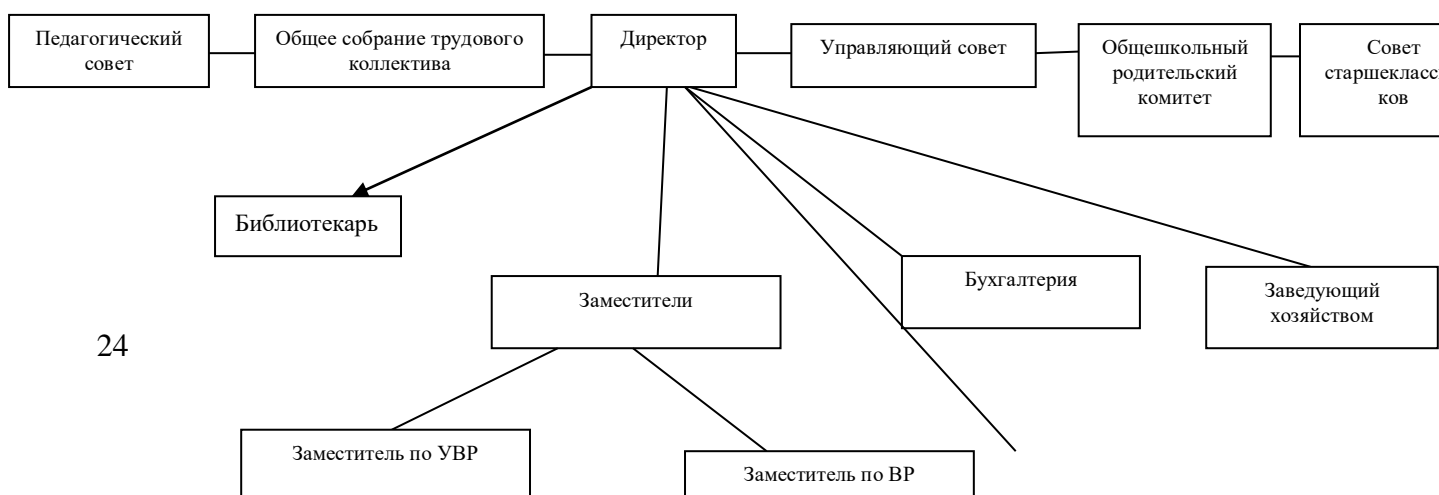 Педагогический
совет
Общее собрание трудового
коллектива
Директор
Управляющий совет
Общешкольный
родительский
комитет
Совет
старшекласс
ков
Библиотекарь
Заместители
Бухгалтерия
Заведующий
хозяйством
24
Заместитель по УВР
Заместитель по ВР